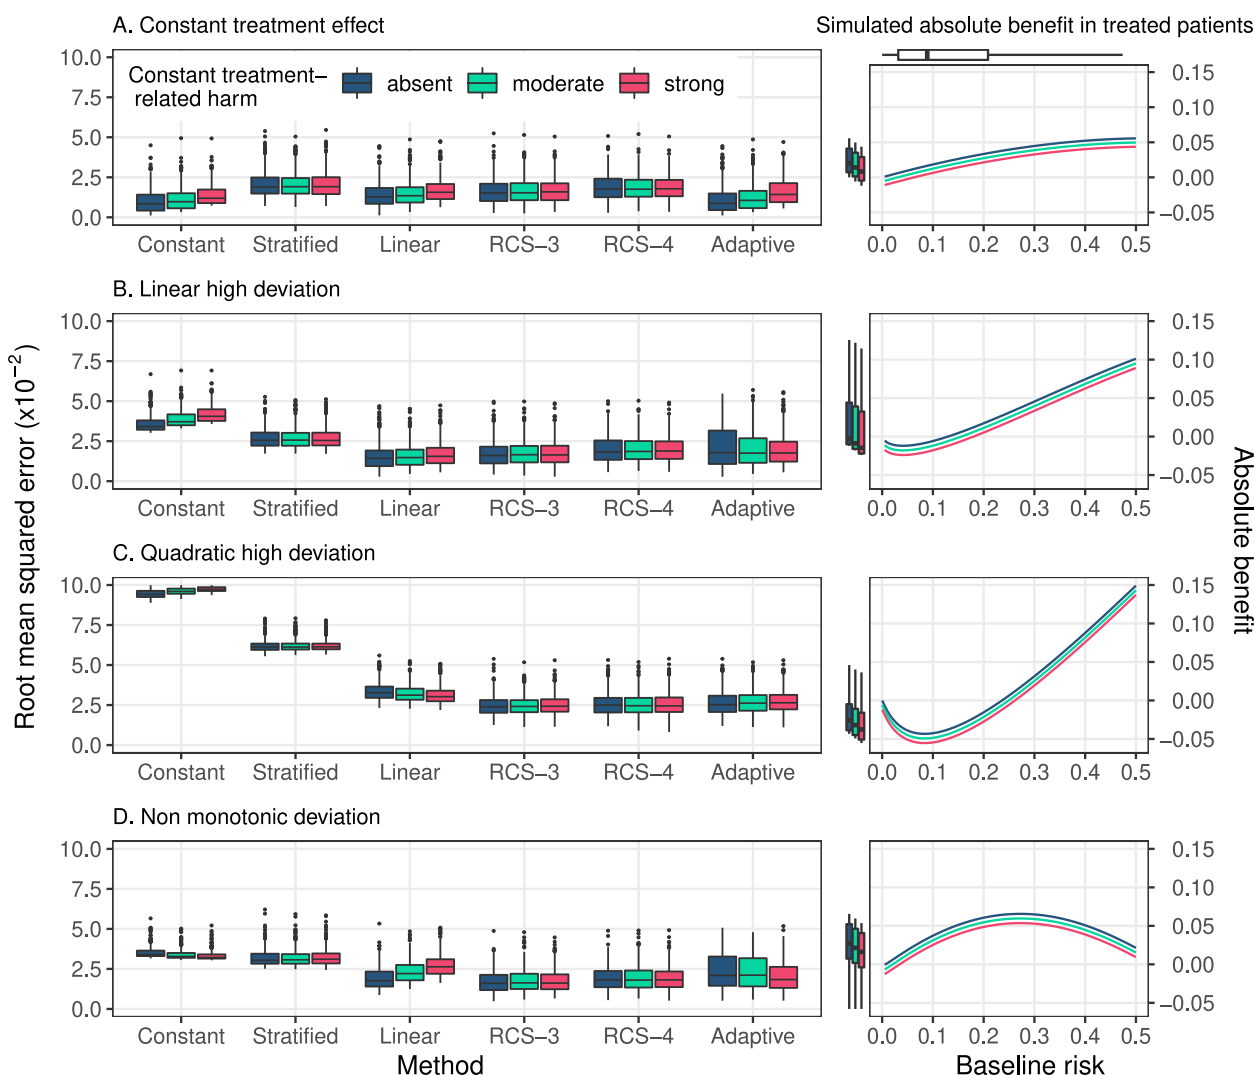 A. Constant treatment effect
Simulated absolute benefit in treated patients
Constant treatment–
related harm
absent
moderate
strong
10.0
7.5
5.0
2.5
0.0
Constant Stratified Linear RCS–3 RCS–4 Adaptive
0.15
0.10
0.05
0.00
−0.05
0.0 0.1 0.2 0.3 0.4 0.5
B. Linear high deviation
10.0
7.5
5.0
2.5
0.0
Constant Stratified Linear RCS–3 RCS–4 Adaptive
0.15
0.10
0.05
0.00
−0.05
0.0 0.1 0.2 0.3 0.4 0.5
C. Quadratic high deviation
10.0
7.5
5.0
2.5
0.0
Constant Stratified Linear RCS–3 RCS–4 Adaptive
0.15
0.10
0.05
0.00
−0.05
0.0 0.1 0.2 0.3 0.4 0.5
D. Non monotonic deviation
10.0
7.5
5.0
2.5
0.0
Constant Stratified Linear RCS–3 RCS–4 Adaptive
0.15
0.10
0.05
0.00
−0.05
0.0 0.1 0.2 0.3 0.4 0.5
Root mean squared error (x10⁻²)
Absolute benefit
Method
Baseline risk